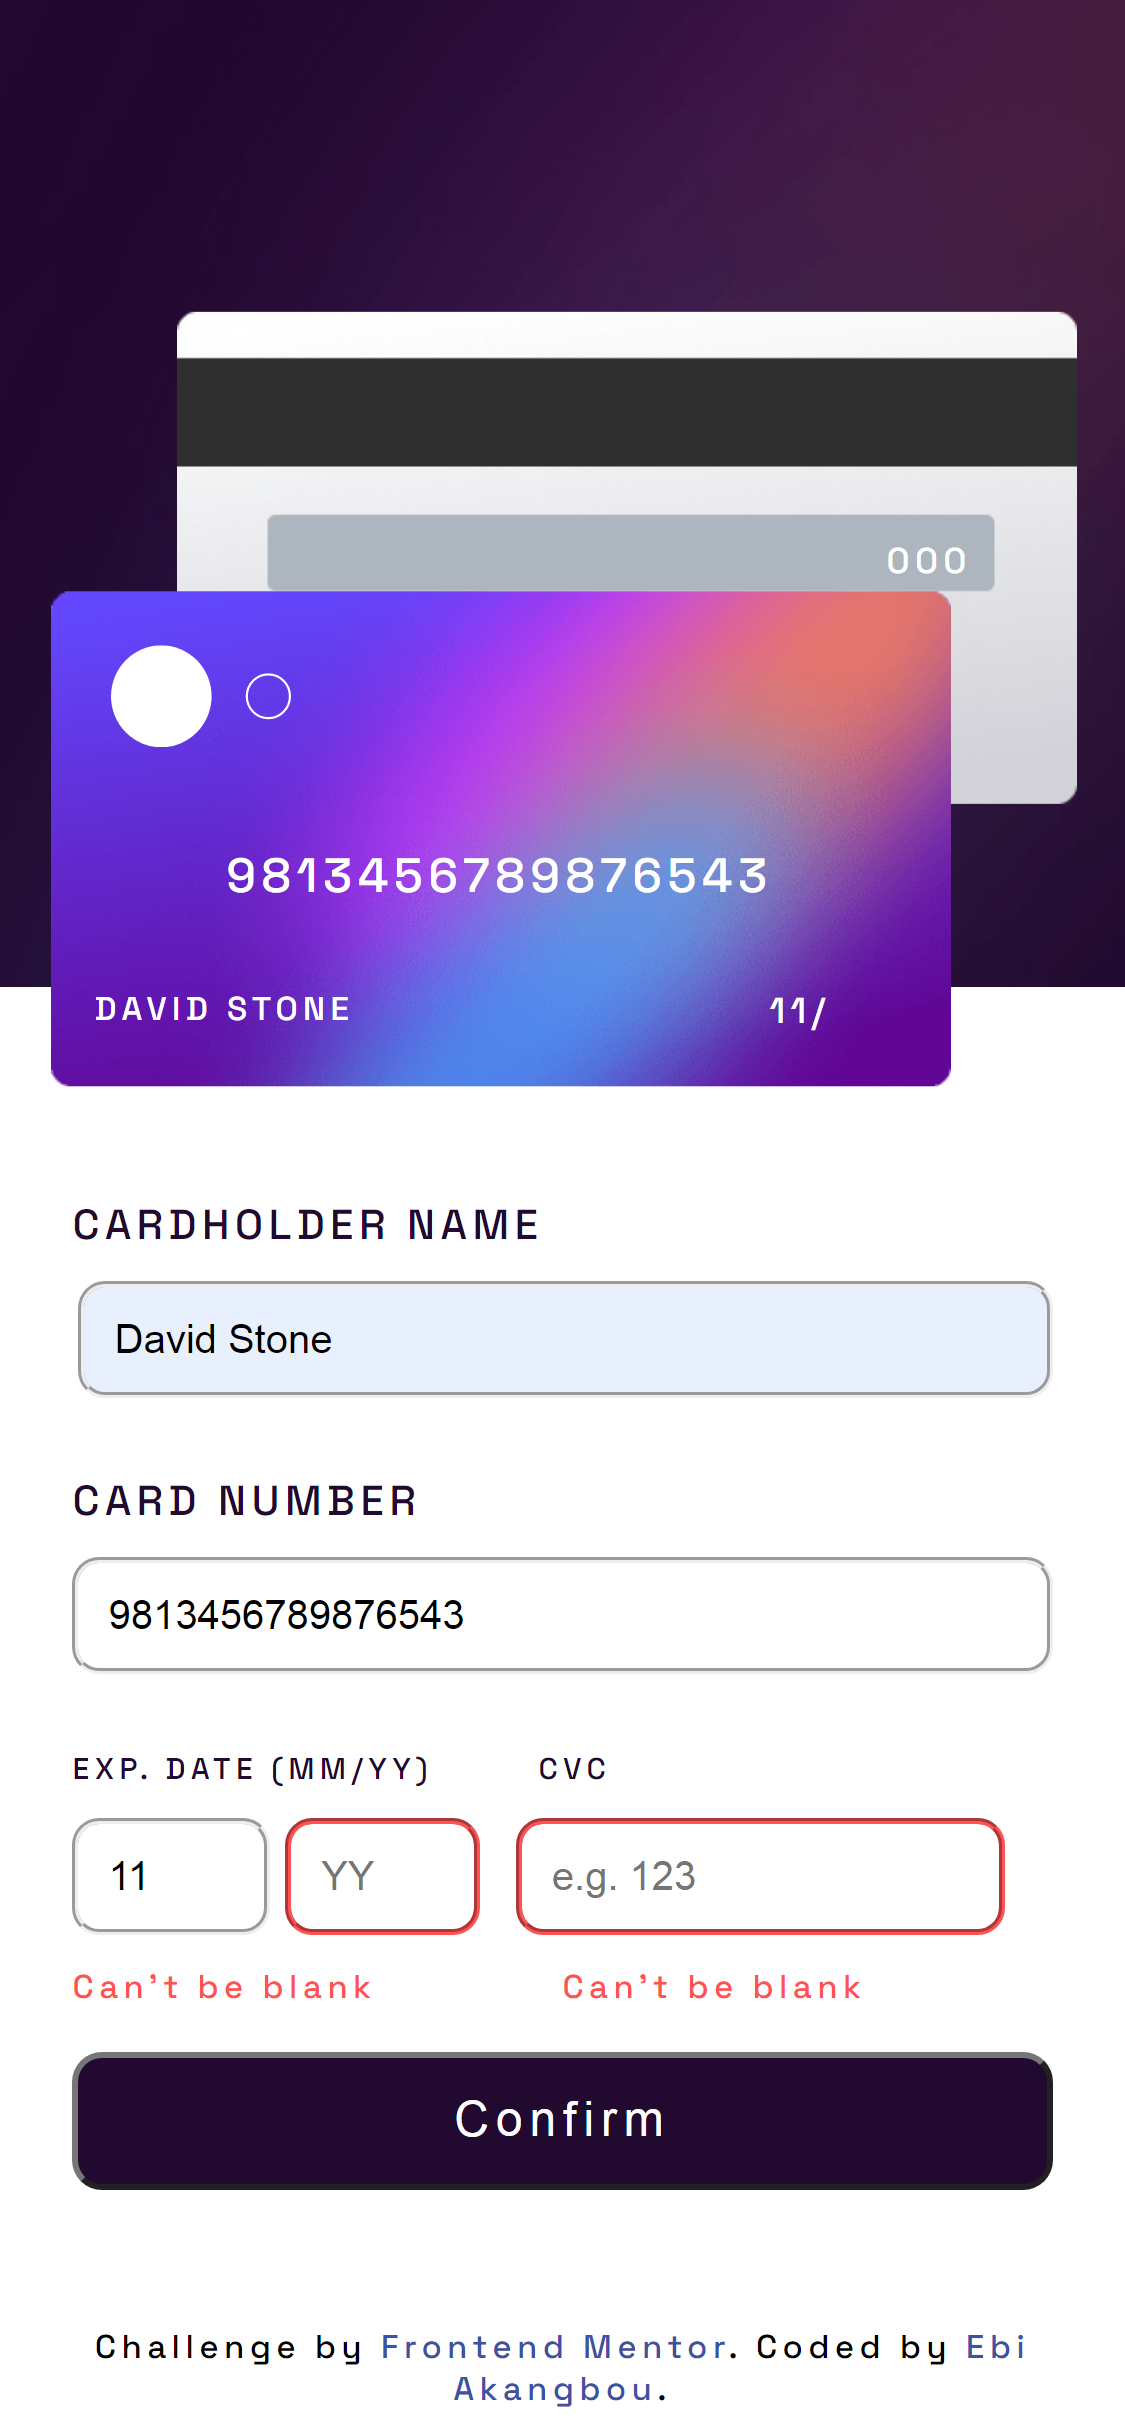 000
9813456789876543
DAVID STONE 11/
CARDHOLDER NAME
David Stone
CARD NUMBER
9813456789876543
EXP. DATE (MM/YY) CVC
11 YY e.g. 123
Can't be blank Can't be blank
Confirm
Challenge by Frontend Mentor. Coded by Ebi
Akangbou.